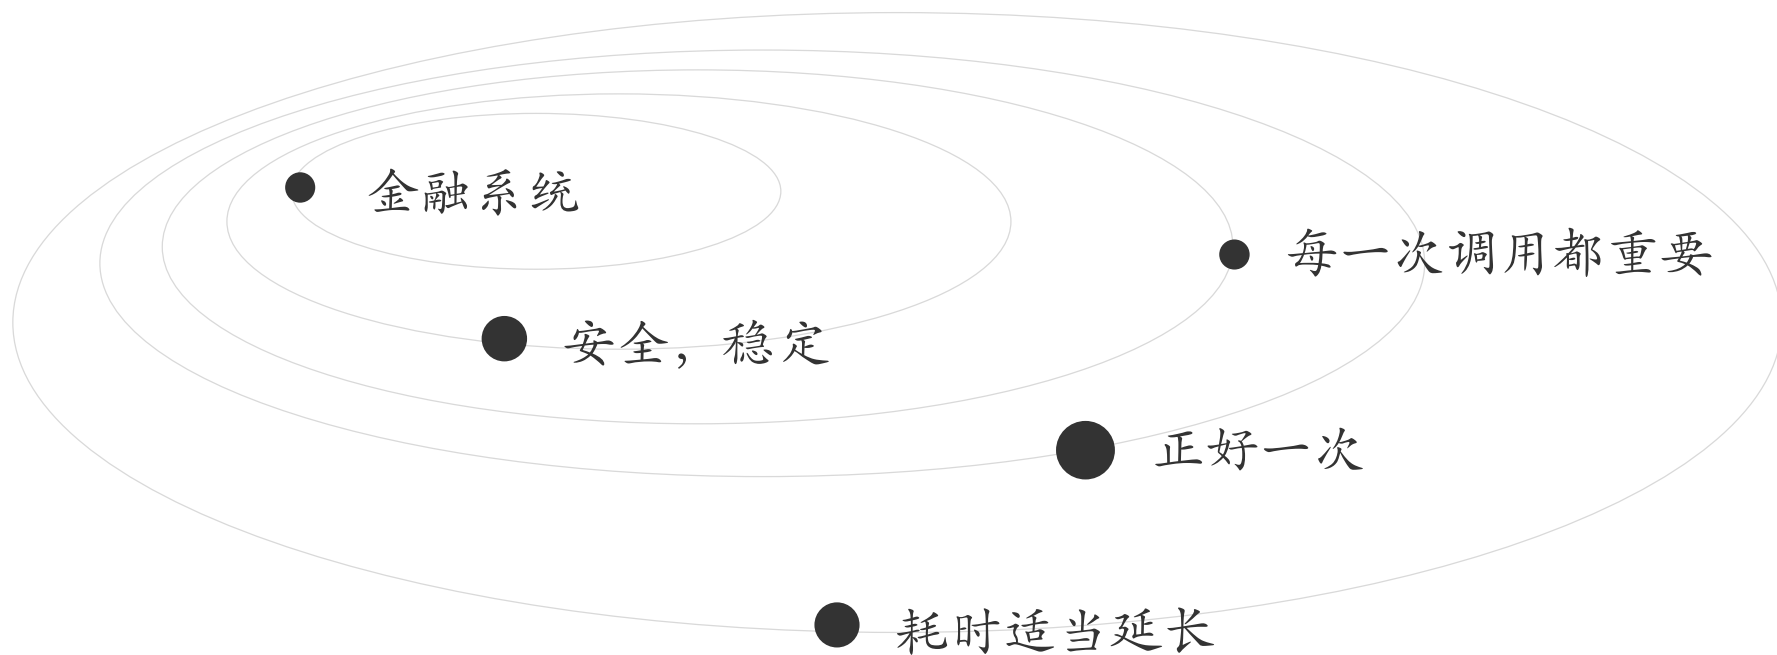 金融系统
每一次调用都重要
安全，稳定
正好一次
耗时适当延长